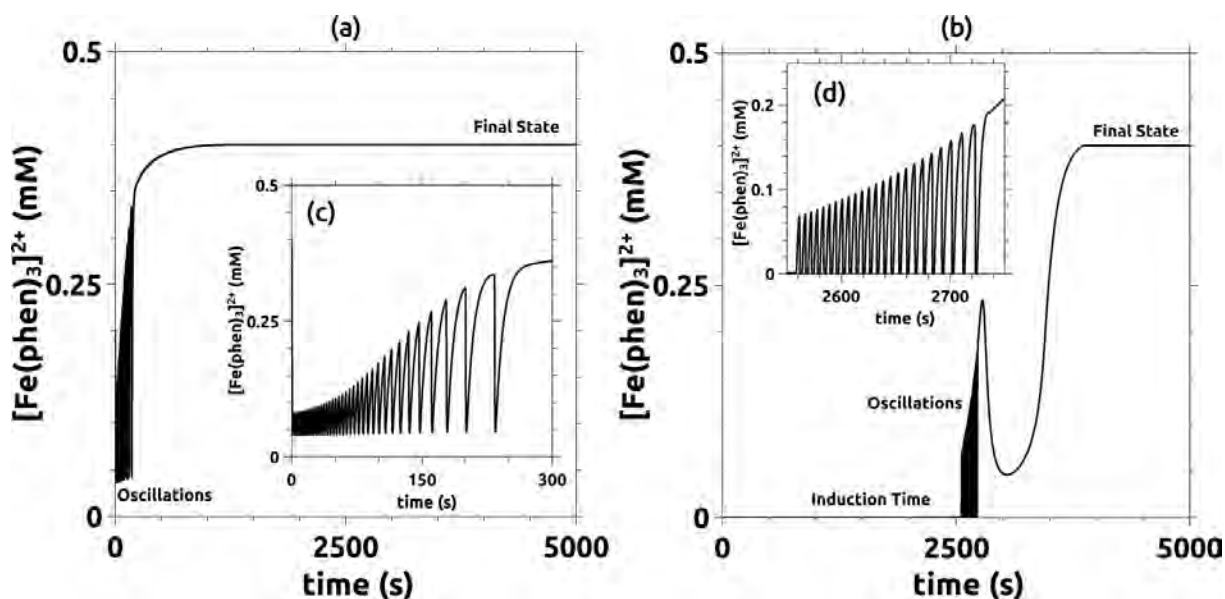 (a)
0.5
0.25
0
[Fe(phen)₃]²⁺ (mM)
Final State
Oscillations
0
2500
5000
time (s)
(c)
0.5
0.25
0
[Fe(phen)₃]²⁺ (mM)
0
150
300
time (s)
(b)
0.5
0.25
0
[Fe(phen)₃]²⁺ (mM)
Final State
Oscillations
Induction Time
0
2500
5000
time (s)
(d)
0.2
0.1
0
[Fe(phen)₃]²⁺ (mM)
2600
2700
time (s)